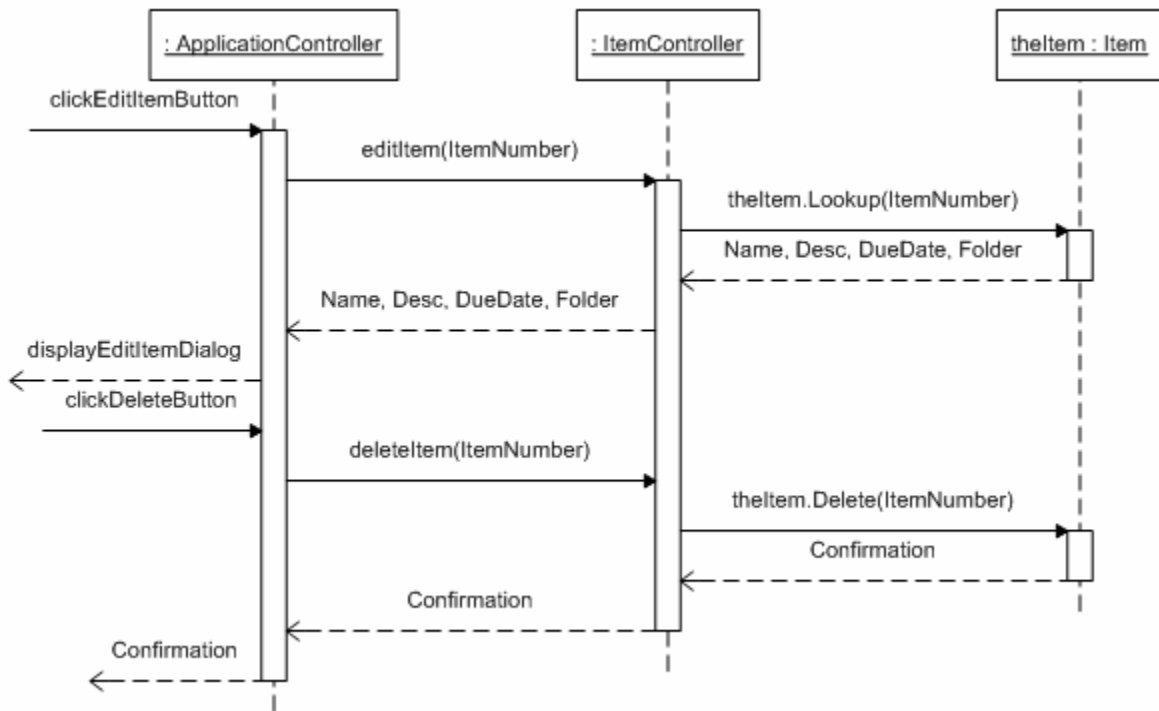 : ApplicationController
: ItemController
theItem : Item
clickEditItemButton
editItem(ItemNumber)
theItem.Lookup(ItemNumber)
Name, Desc, DueDate, Folder
Name, Desc, DueDate, Folder
displayEditItemDialog
clickDeleteButton
deleteItem(ItemNumber)
theItem.Delete(ItemNumber)
Confirmation
Confirmation
Confirmation